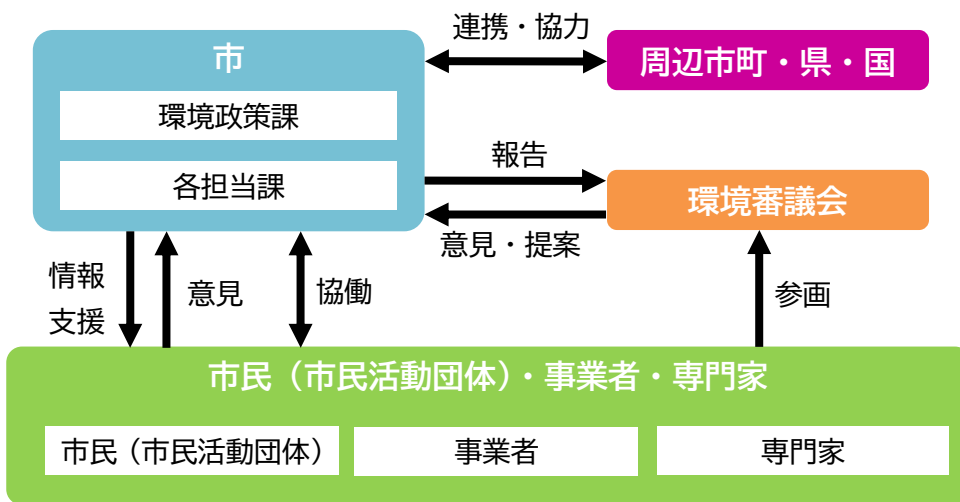 連携・協力
市
周辺市町・県・国
環境政策課
報告
各担当課
環境審議会
意見・提案
情報
支援
意見
協働
参画
市民（市民活動団体）・事業者・専門家
市民（市民活動団体）
事業者
専門家